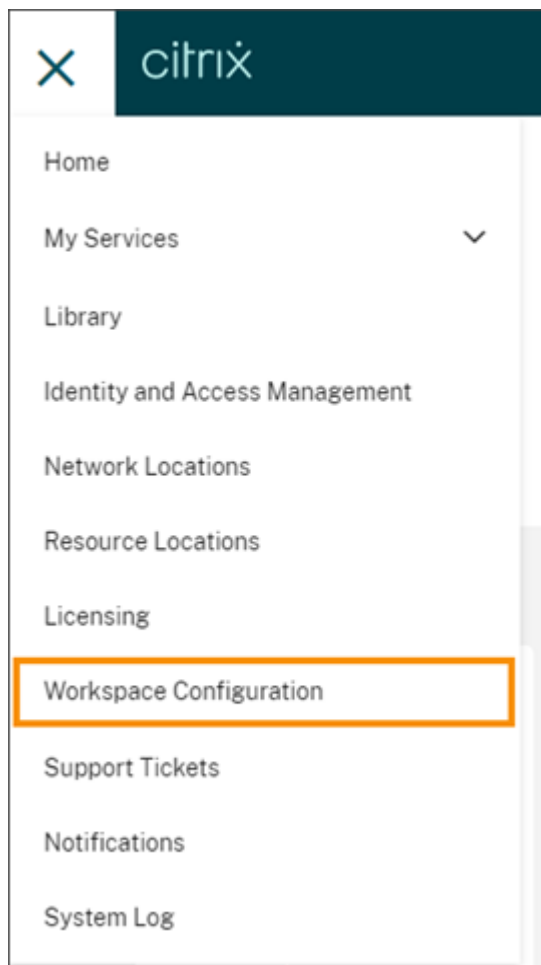 citrix
Home
My Services
Library
Identity and Access Management
Network Locations
Resource Locations
Licensing
Workspace Configuration
Support Tickets
Notifications
System Log